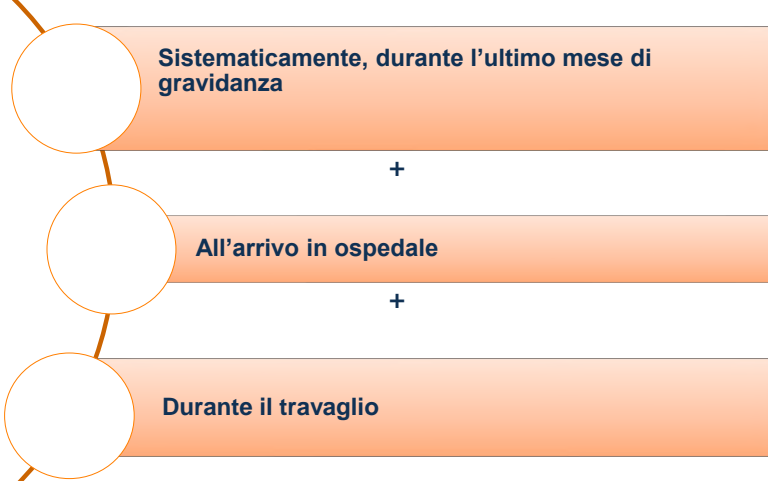 Sistematicamente, durante l’ultimo mese di
gravidanza
+
All’arrivo in ospedale
+
Durante il travaglio